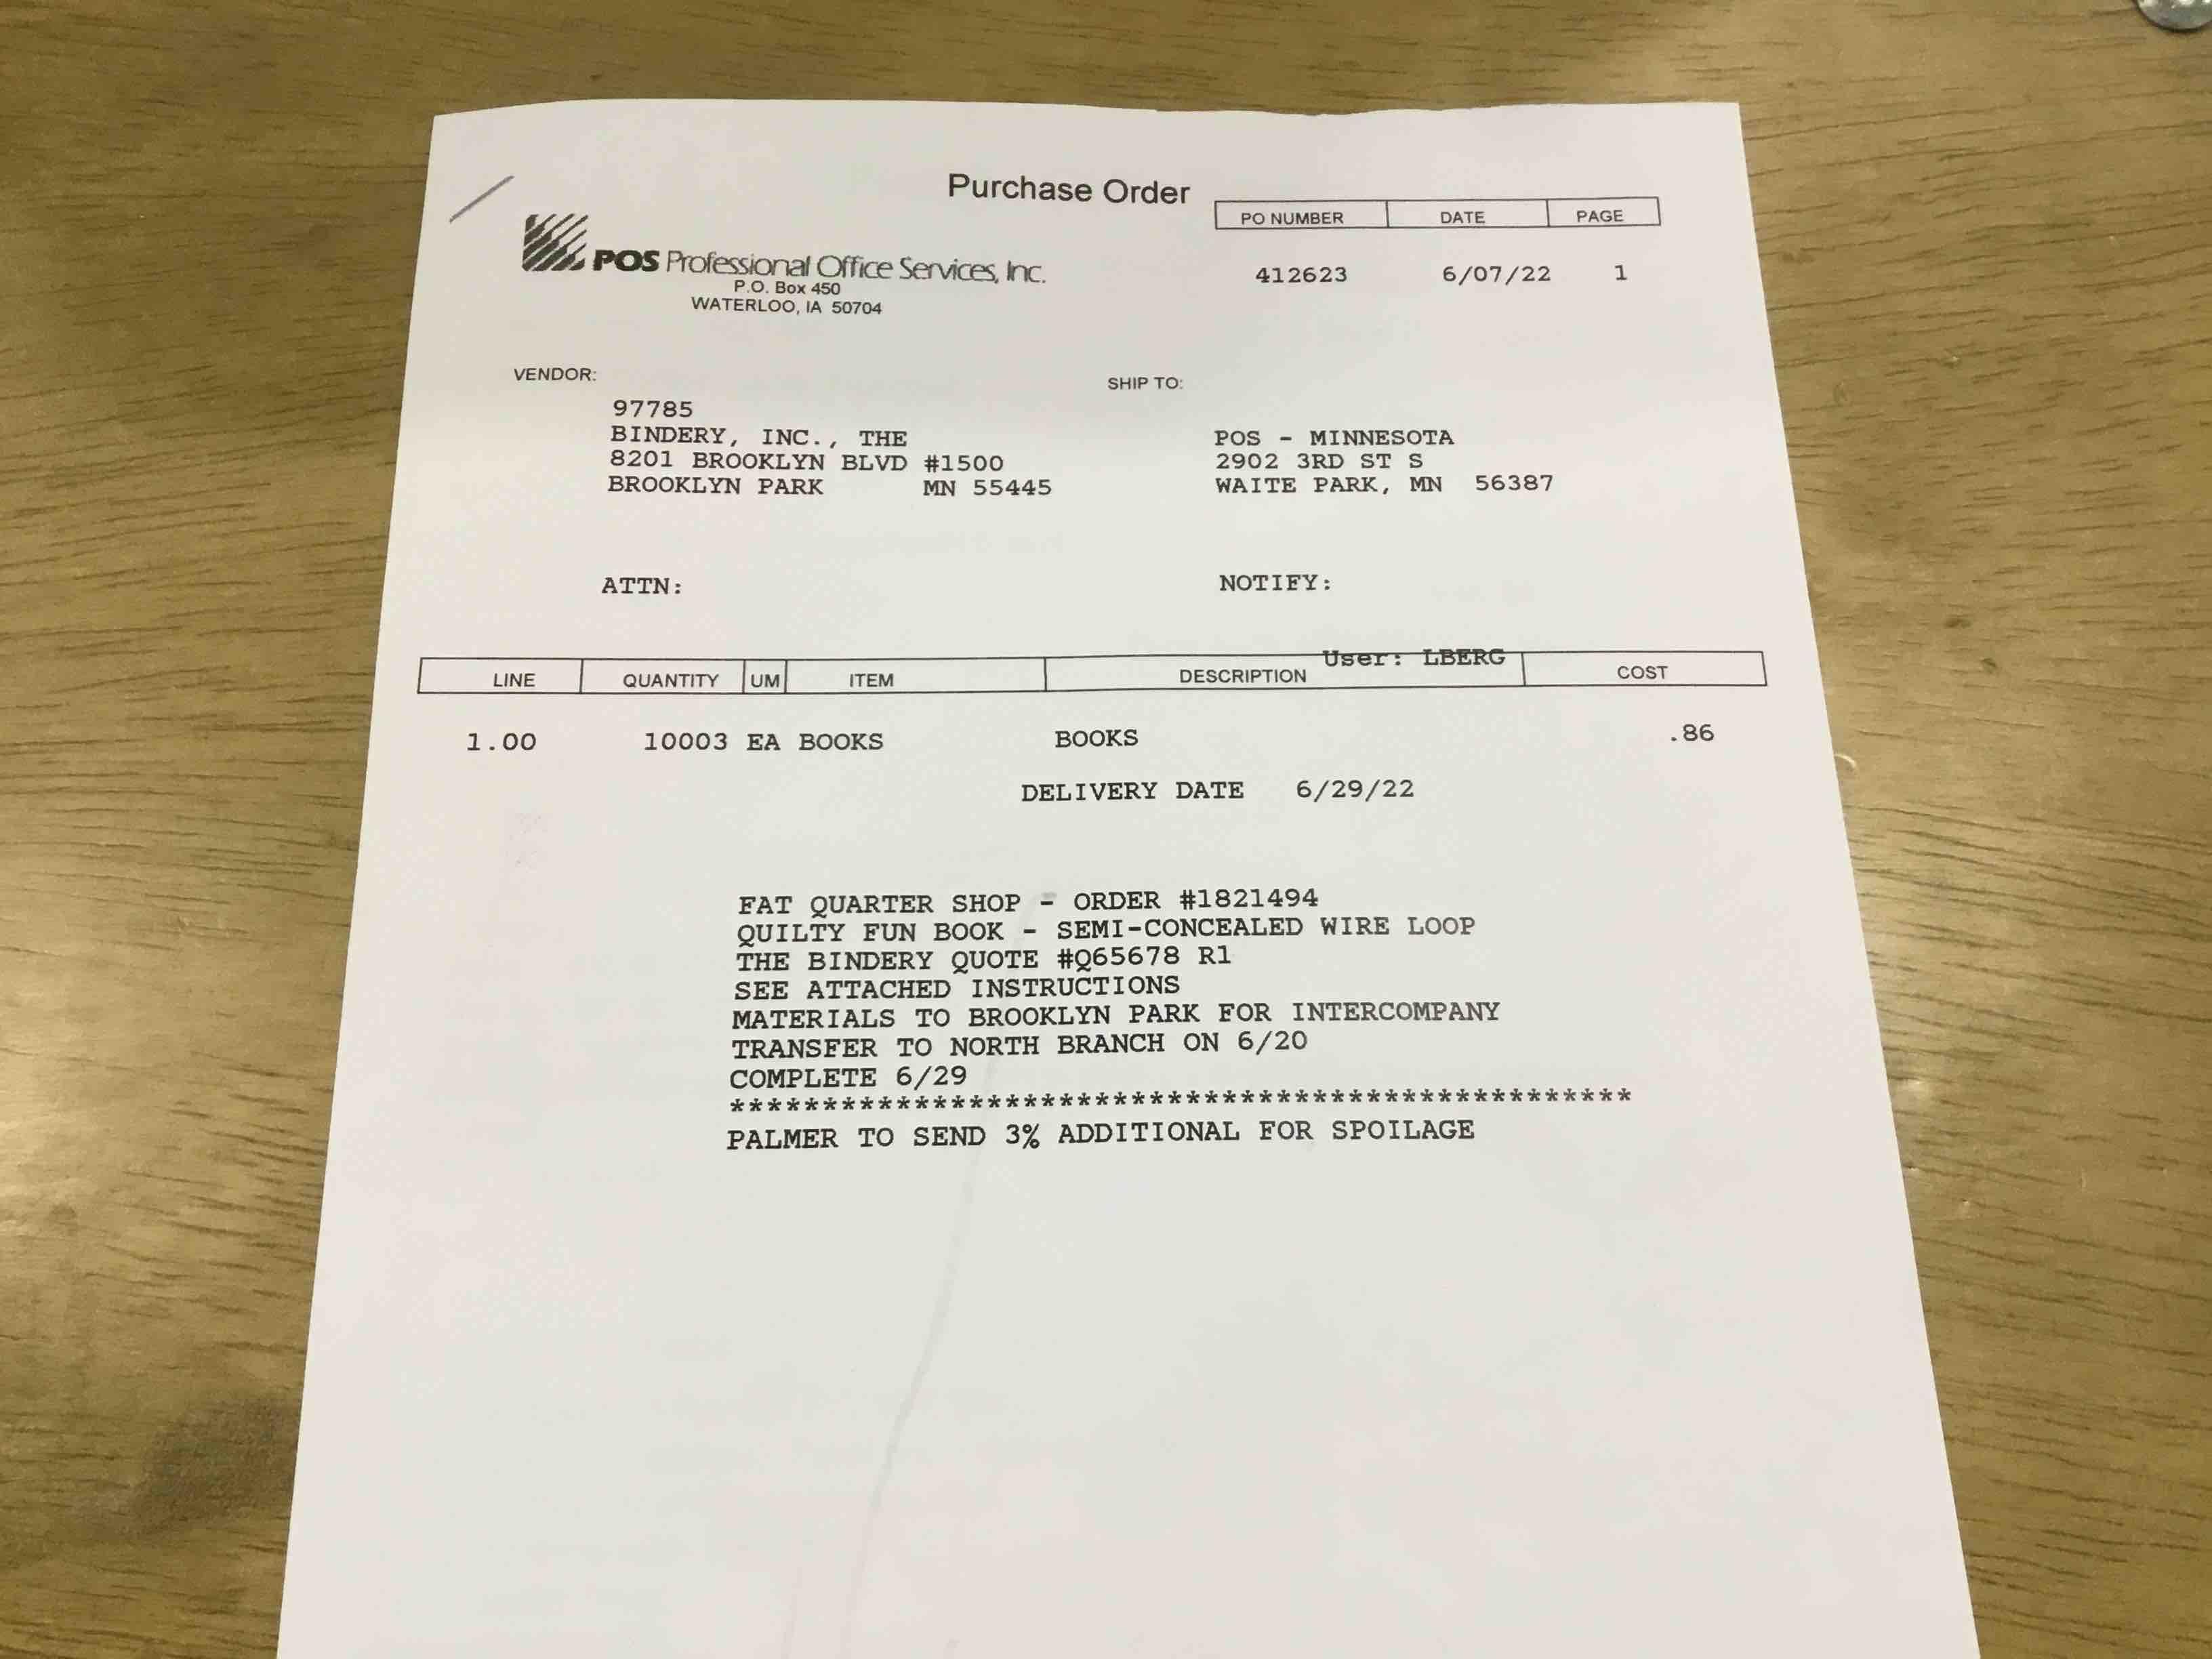 Purchase Order
PO NUMBER DATE PAGE
POS Professional Office Services, Inc.
P.O. Box 450
WATERLOO, IA 50704
412623 6/07/22 1
VENDOR:
97785
BINDERY, INC., THE
8201 BROOKLYN BLVD #1500
BROOKLYN PARK MN 55445
SHIP TO:
POS - MINNESOTA
2902 3RD ST S
WAITE PARK, MN 56387
ATTN: NOTIFY:
User: LBERG
LINE QUANTITY UM ITEM DESCRIPTION COST
1.00 10003 EA BOOKS BOOKS .86
DELIVERY DATE 6/29/22
FAT QUARTER SHOP - ORDER #1821494
QUILTY FUN BOOK - SEMI-CONCEALED WIRE LOOP
THE BINDERY QUOTE #Q65678 R1
SEE ATTACHED INSTRUCTIONS
MATERIALS TO BROOKLYN PARK FOR INTERCOMPANY
TRANSFER TO NORTH BRANCH ON 6/20
COMPLETE 6/29
**************************************************
PALMER TO SEND 3% ADDITIONAL FOR SPOILAGE